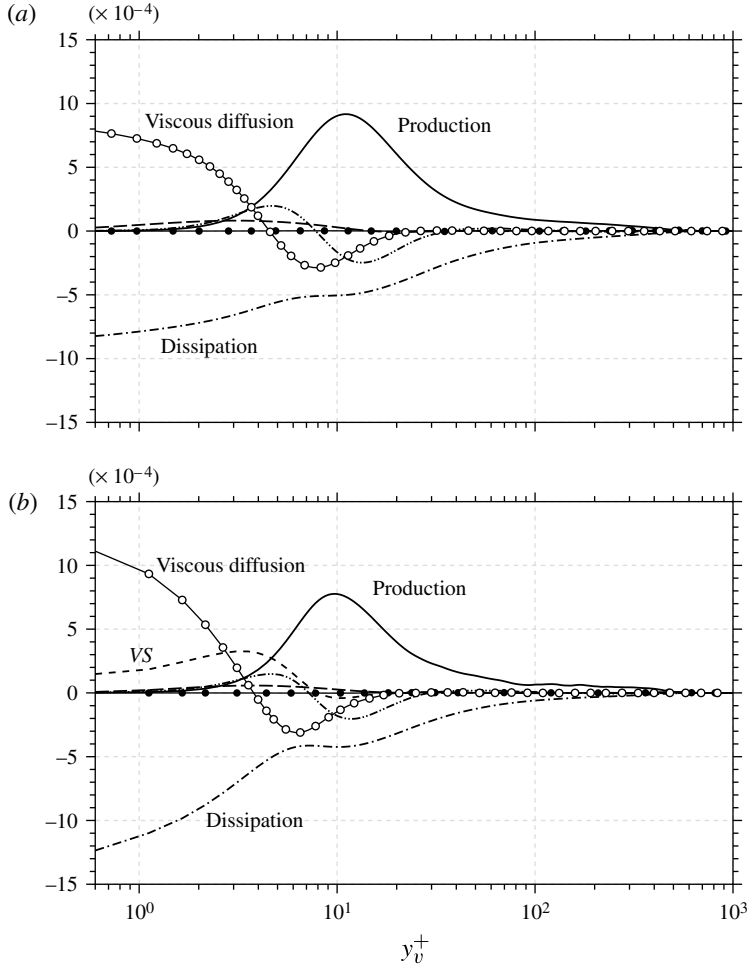 (a)
(× 10⁻⁴)
15
10
5
0
−5
−10
−15
Viscous diffusion
Production
Dissipation
(b)
(× 10⁻⁴)
15
10
5
0
−5
−10
−15
Viscous diffusion
Production
VS
Dissipation
10⁰
10¹
10²
10³
y_v^+